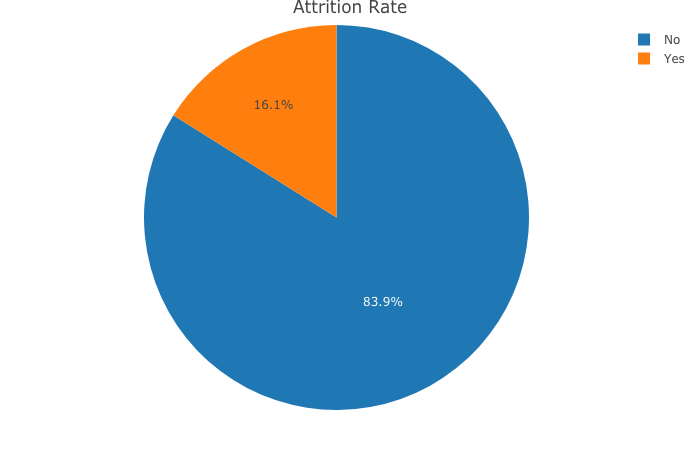 Attrition Rate
No
Yes
16.1%
83.9%